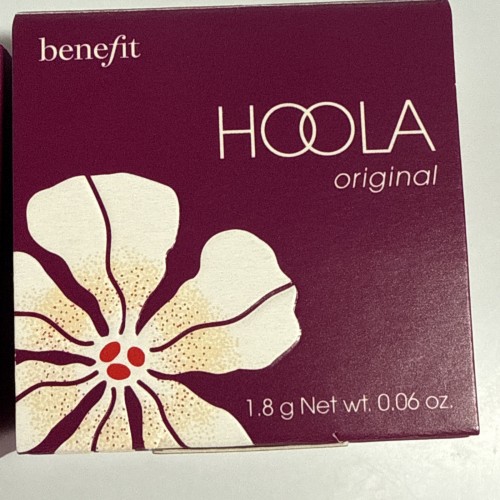 benefit
HOOLA
original
1.8 g Net wt. 0.06 oz.